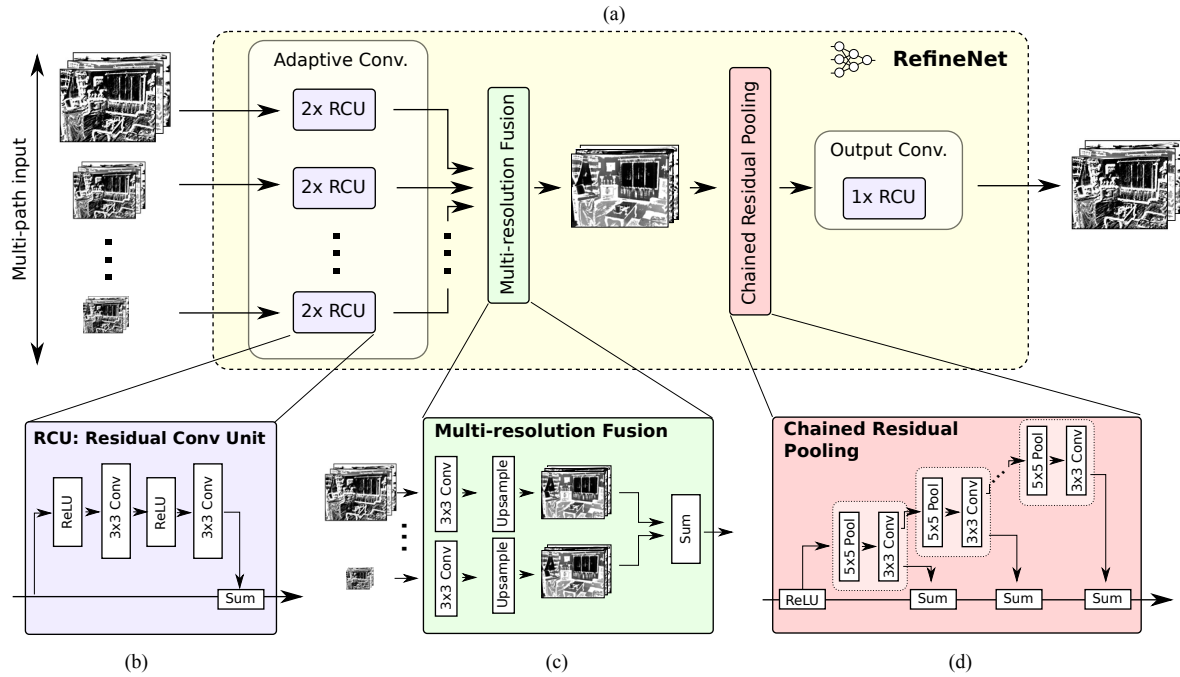 (a)
Multi-path input
Adaptive Conv.
2x RCU
2x RCU
2x RCU
Multi-resolution Fusion
Chained Residual Pooling
RefineNet
Output Conv.
1x RCU
RCU: Residual Conv Unit
ReLU
3x3 Conv
ReLU
3x3 Conv
Sum
(b)
Multi-resolution Fusion
3x3 Conv
Upsample
3x3 Conv
Upsample
Sum
(c)
Chained Residual
Pooling
ReLU
5x5 Pool
3x3 Conv
Sum
5x5 Pool
3x3 Conv
Sum
5x5 Pool
3x3 Conv
Sum
(d)